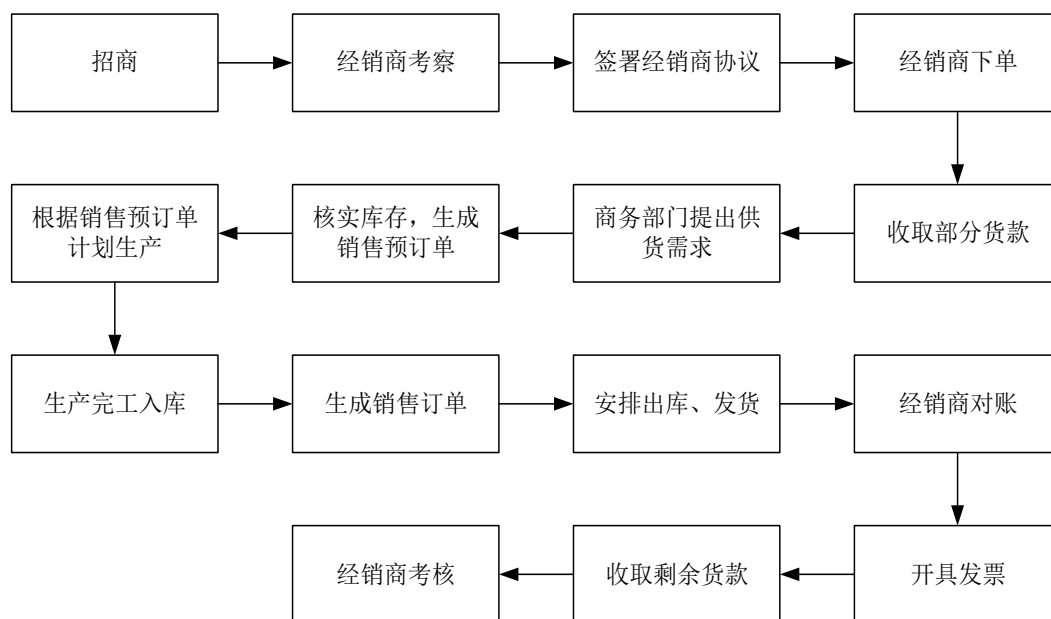 招商
经销商考察
签署经销商协议
经销商下单
收取部分货款
商务部门提出供
货需求
核实库存，生成
销售预订单
根据销售预订单
计划生产
生产完工入库
生成销售订单
安排出库、发货
经销商对账
开具发票
收取剩余货款
经销商考核